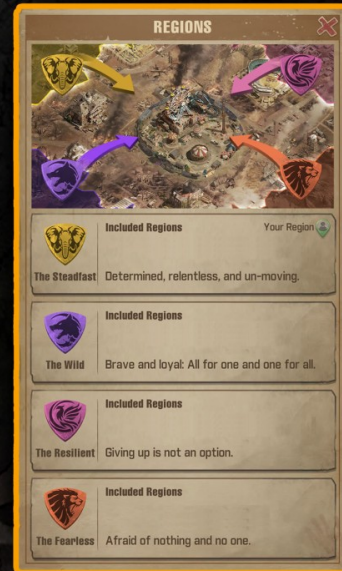 REGIONS
Included Regions
Your Region
The Steadfast
Determined, relentless, and un-moving.
Included Regions
The Wild
Brave and loyal: All for one and one for all.
Included Regions
The Resilient
Giving up is not an option.
Included Regions
The Fearless
Afraid of nothing and no one.